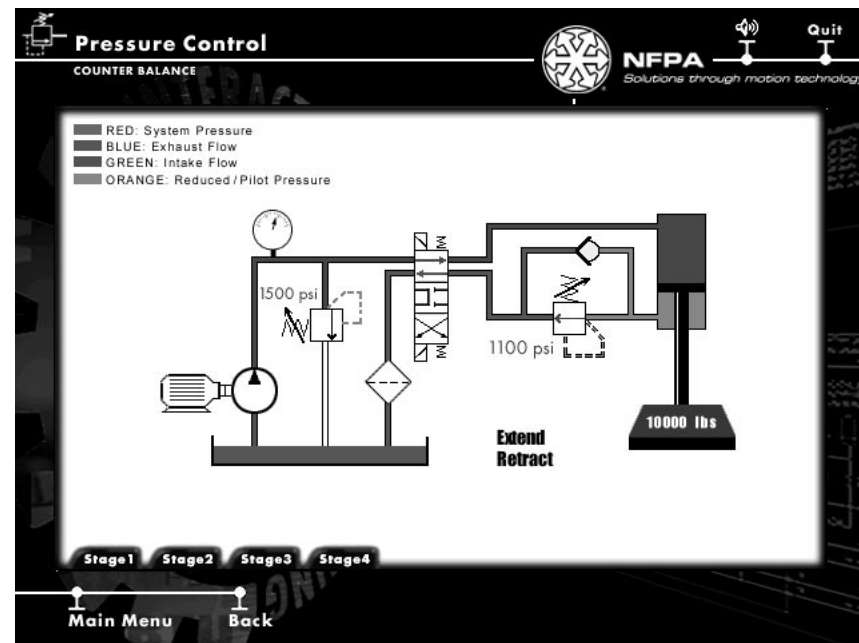 Pressure Control
Quit
COUNTER BALANCE
NFPA
Solutions through motion technology
RED: System Pressure
BLUE: Exhaust Flow
GREEN: Intake Flow
ORANGE: Reduced / Pilot Pressure
1500 psi
1100 psi
10000 lbs
Extend
Retract
Stage1
Stage2
Stage3
Stage4
Main Menu
Back